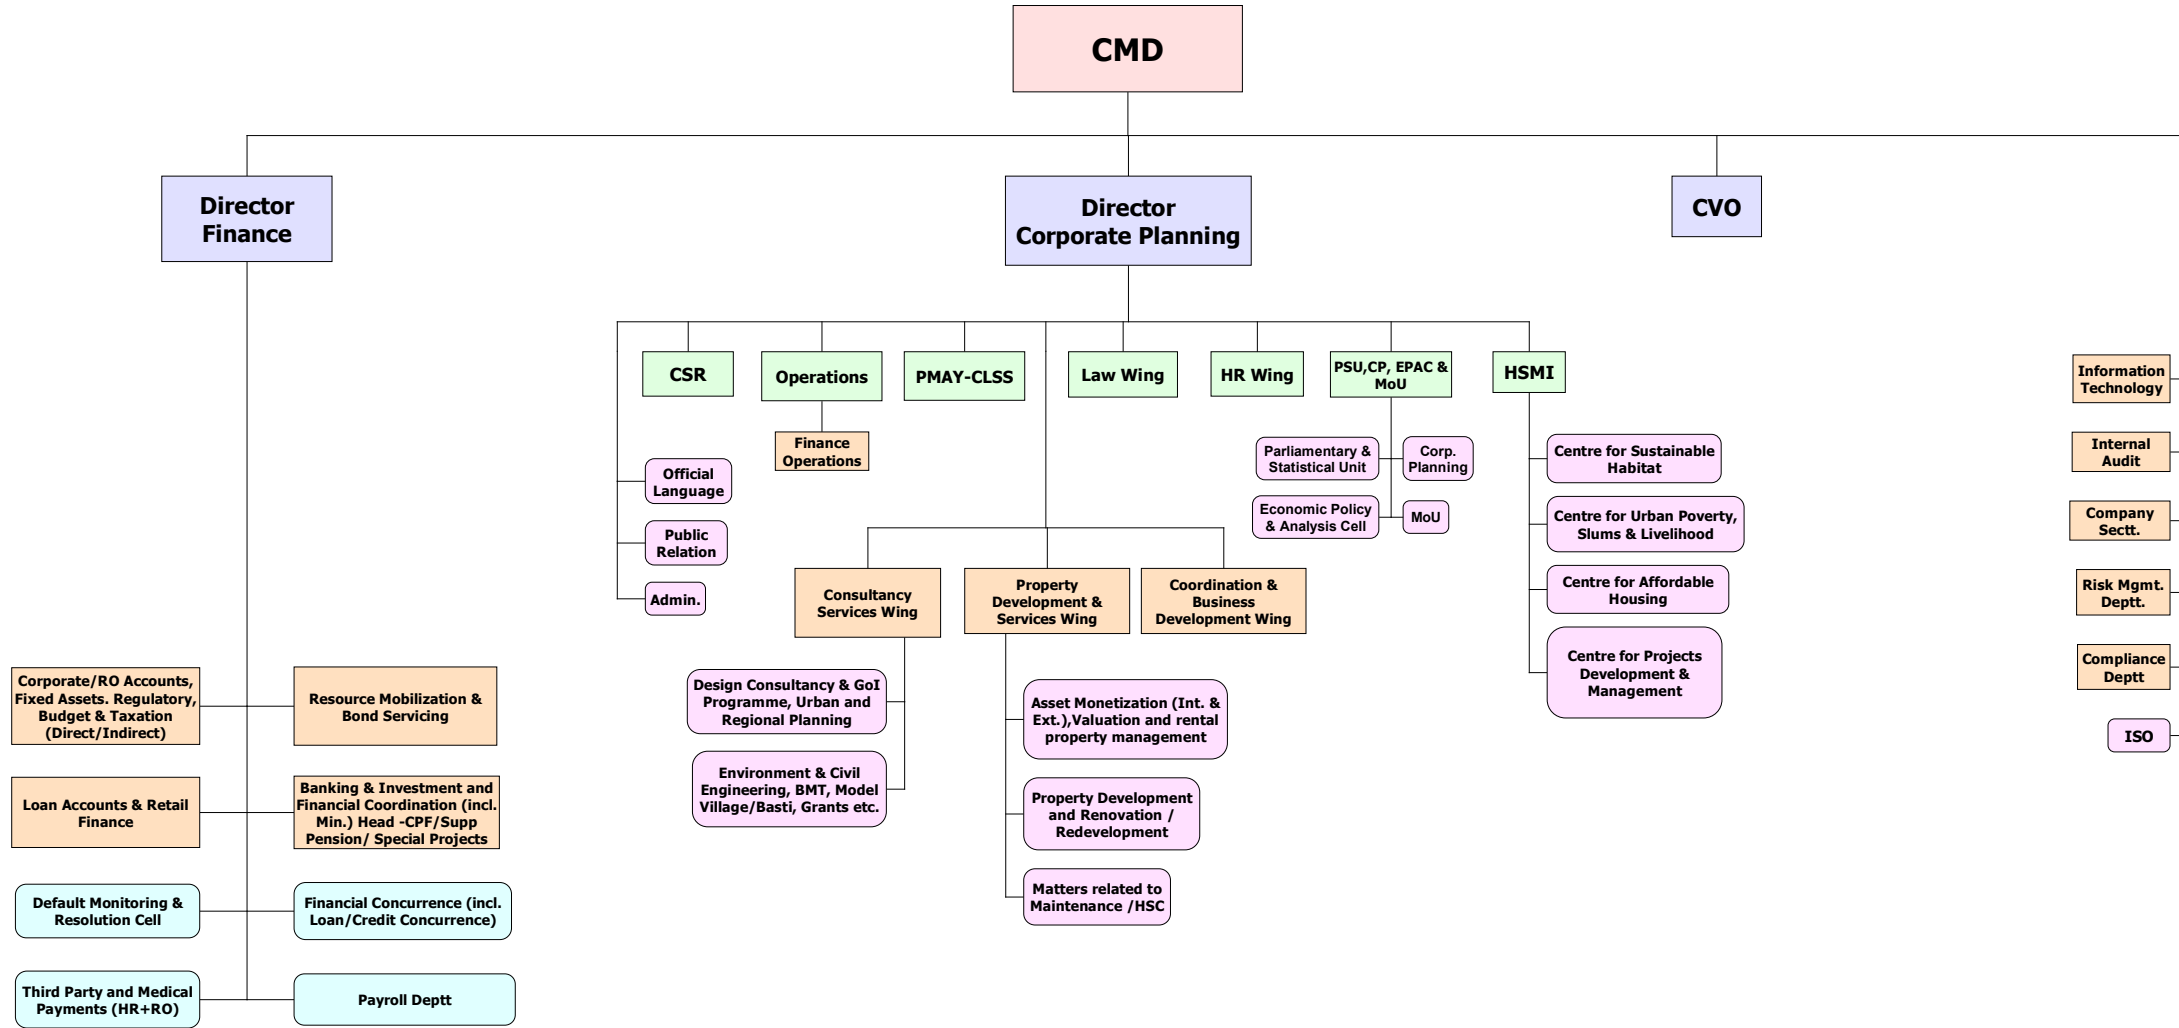 CMD
Director
Finance
Director
Corporate Planning
CVO
CSR
Operations
PMAY-CLSS
Law Wing
HR Wing
PSU,CP, EPAC &
MoU
HSMI
Finance
Operations
Official
Language
Public
Relation
Admin.
Parliamentary &
Statistical Unit
Corp.
Planning
Economic Policy
& Analysis Cell
MoU
Centre for Sustainable
Habitat
Centre for Urban Poverty,
Slums & Livelihood
Centre for Affordable
Housing
Centre for Projects
Development &
Management
Consultancy
Services Wing
Property
Development &
Services Wing
Coordination &
Business
Development Wing
Design Consultancy & GoI
Programme, Urban and
Regional Planning
Environment & Civil
Engineering, BMT, Model
Village/Basti, Grants etc.
Asset Monetization (Int. &
Ext.),Valuation and rental
property management
Property Development
and Renovation /
Redevelopment
Matters related to
Maintenance /HSC
Corporate/RO Accounts,
Fixed Assets. Regulatory,
Budget & Taxation
(Direct/Indirect)
Resource Mobilization &
Bond Servicing
Loan Accounts & Retail
Finance
Banking & Investment and
Financial Coordination (incl.
Min.) Head -CPF/Supp
Pension/ Special Projects
Default Monitoring &
Resolution Cell
Financial Concurrence (incl.
Loan/Credit Concurrence)
Third Party and Medical
Payments (HR+RO)
Payroll Deptt
Information
Technology
Internal
Audit
Company
Sectt.
Risk Mgmt.
Deptt.
Compliance
Deptt
ISO